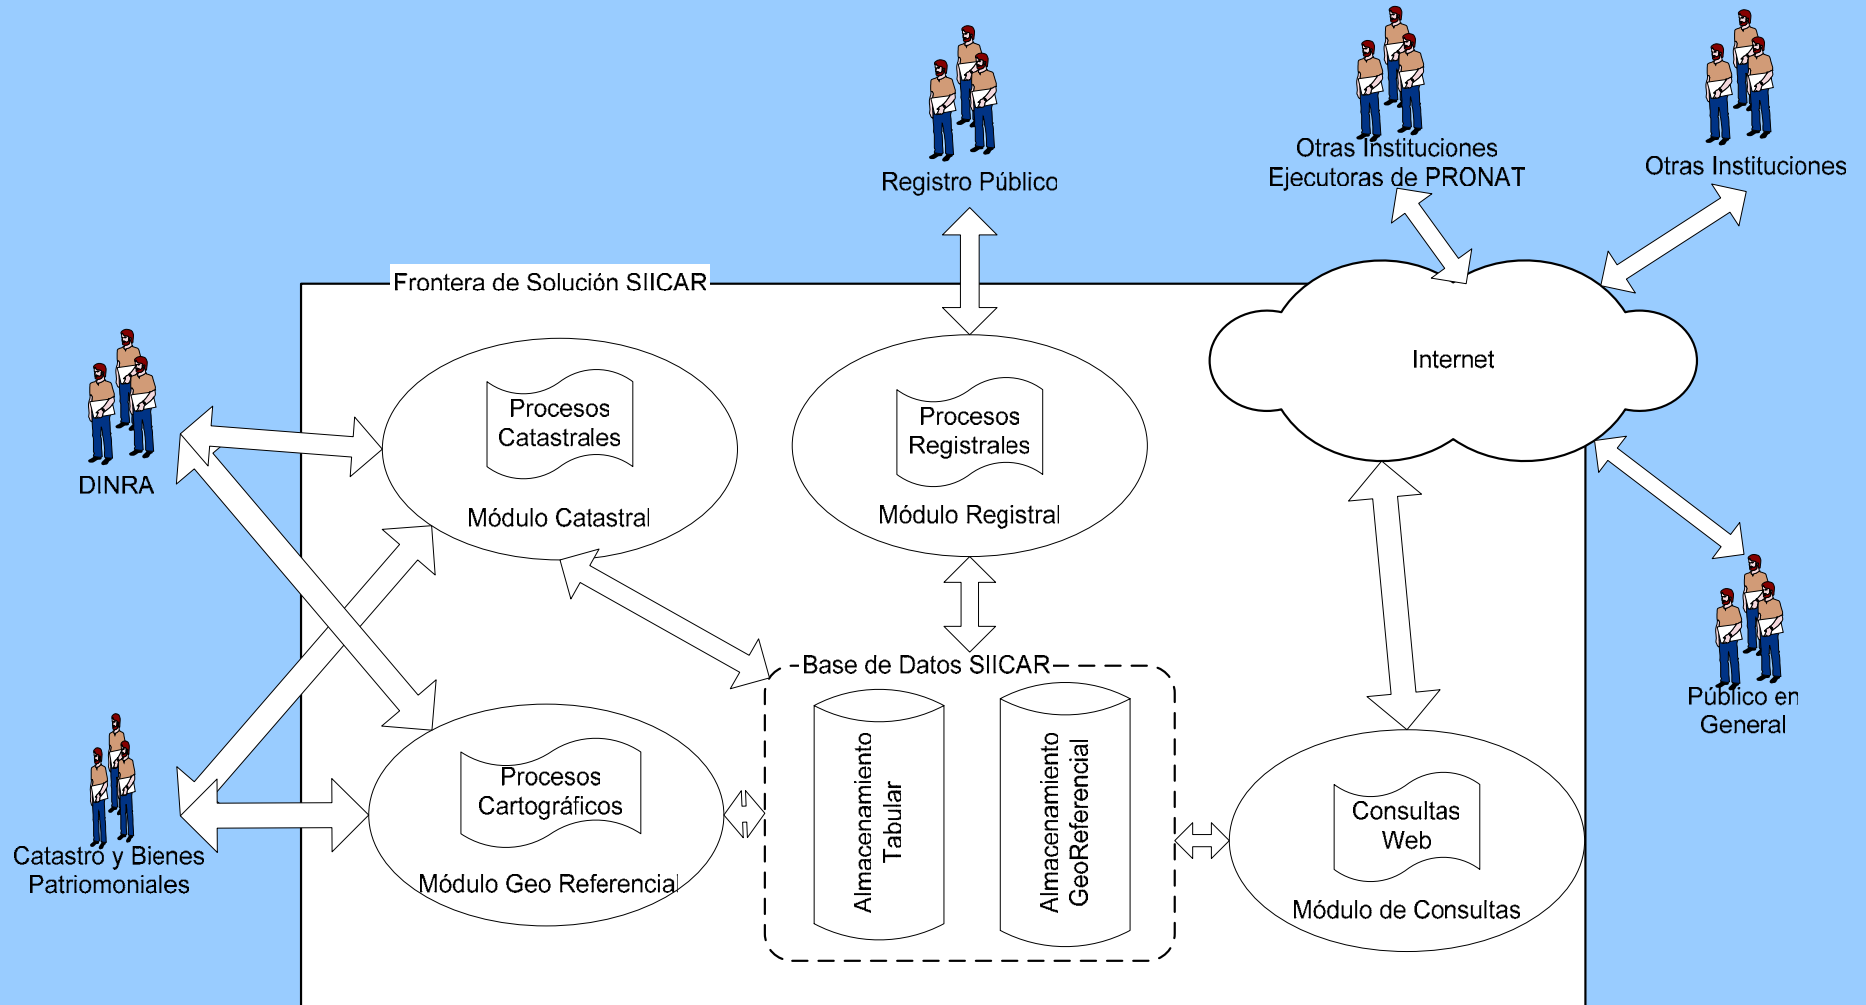 Otras Instituciones
Ejecutoras de PRONAT
Otras Instituciones
Registro Público
Frontera de Solución SIICAR
Internet
Procesos
Catastrales
Módulo Catastral
Procesos
Registrales
Módulo Registral
DINRA
Base de Datos SIICAR
Público en
General
Procesos
Cartográficos
Módulo Geo Referencial
Almacenamiento
Tabular
Almacenamiento
GeoReferencial
Consultas
Web
Módulo de Consultas
Catastro y Bienes
Patriomoniales